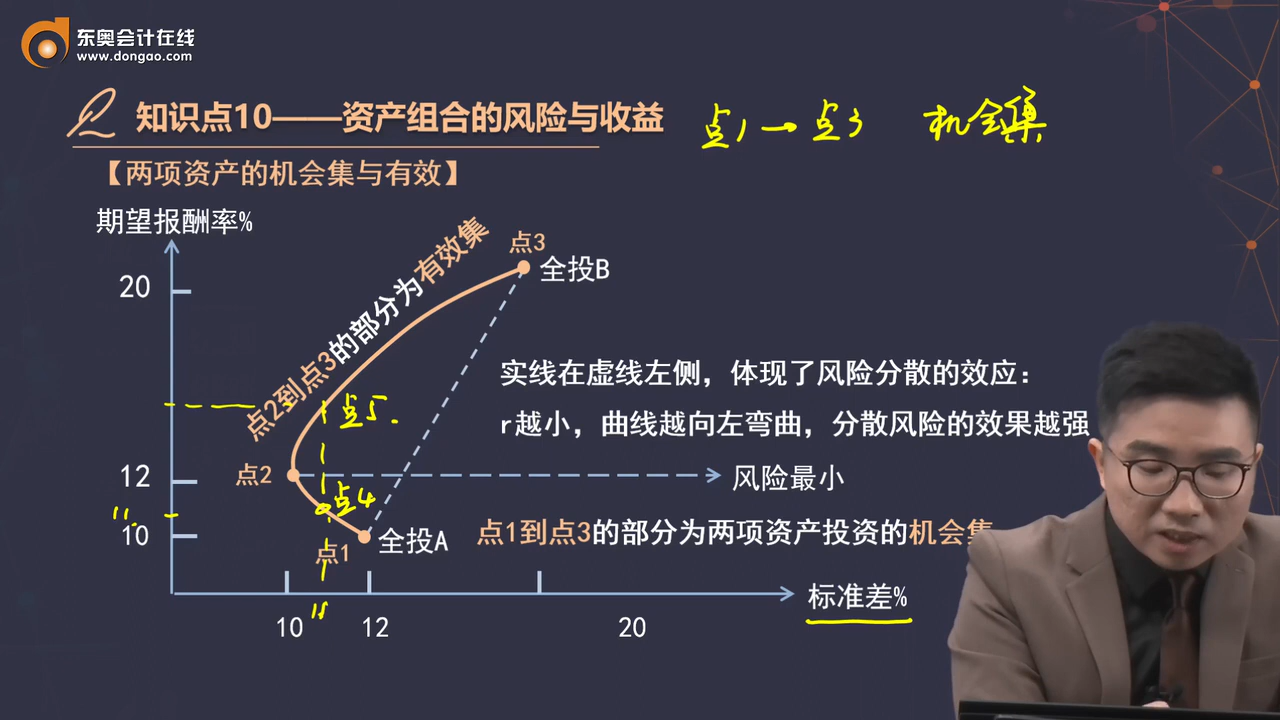 东奥会计在线
www.dongao.com
知识点10——资产组合的风险与收益
点1→点3 机会集
【两项资产的机会集与有效】
期望报酬率%
点3
全投B
20
点2到点3的部分为有效集
实线在虚线左侧，体现了风险分散的效应：
点5.
r越小，曲线越向左弯曲，分散风险的效果越强
12
点2
风险最小
点4
11
10
点1
全投A
点1到点3的部分为两项资产投资的机会集
标准差%
11
10
12
20